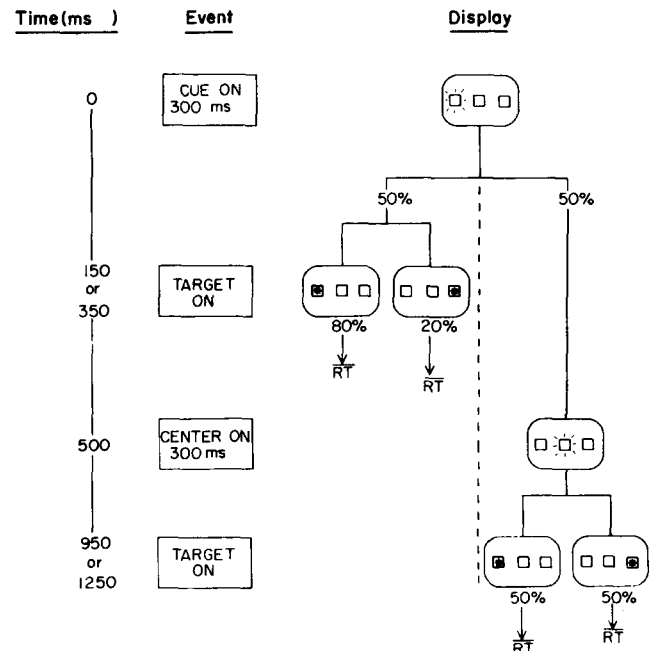 Time(ms ) Event Display
0
CUE ON
300 ms
50% 50%
150
or
350
TARGET
ON
80% 20%
RT RT
500
CENTER ON
300 ms
950
or
1250
TARGET
ON
50% 50%
RT RT